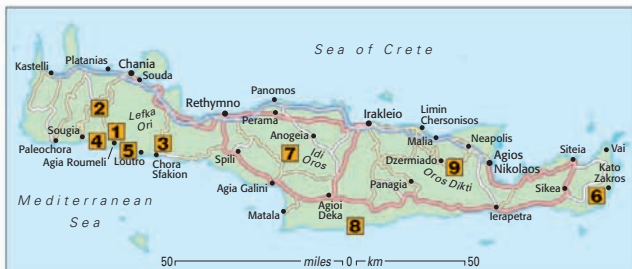 Sea of Crete
Kastelli
Platanias
Chania
Souda
Rethymno
Panomos
Perama
Irakleio
Limin
Chersonisos
Malia
Neapolis
Agios
Nikolaos
Siteia
Vai
Kato
Zakros
2
Lefka
Ori
Sougia
4
1
5
3
Paleochora
Agia Roumeli
Loutro
Chora
Sfakion
Spili
Anogeia
7
Idi
Oros
Dzermiado
9
Oros Dikti
Panagia
Sikea
6
Agia Galini
Agioi
Deka
Matala
8
Ierapetra
Mediterranean
Sea
50 miles 0 km 50